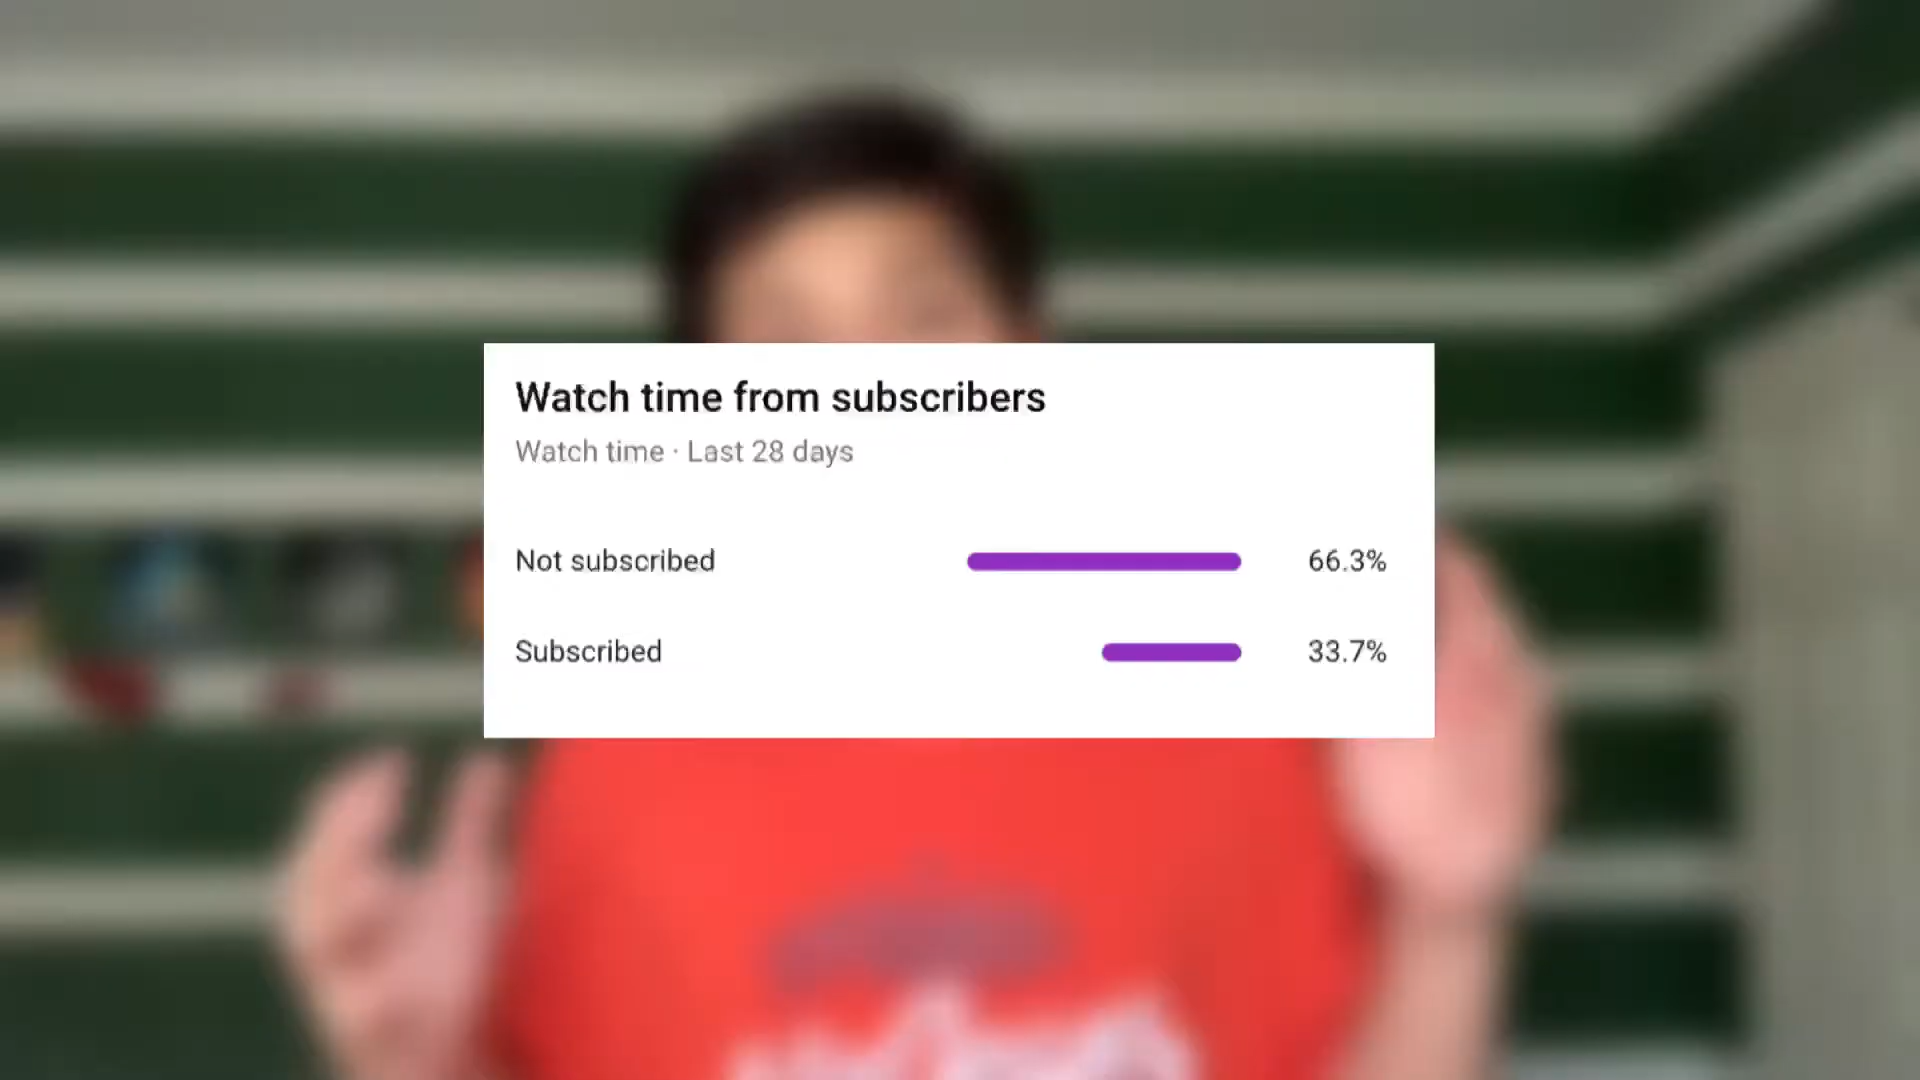 Watch time from subscribers
Watch time · Last 28 days
Not subscribed 66.3%
Subscribed 33.7%